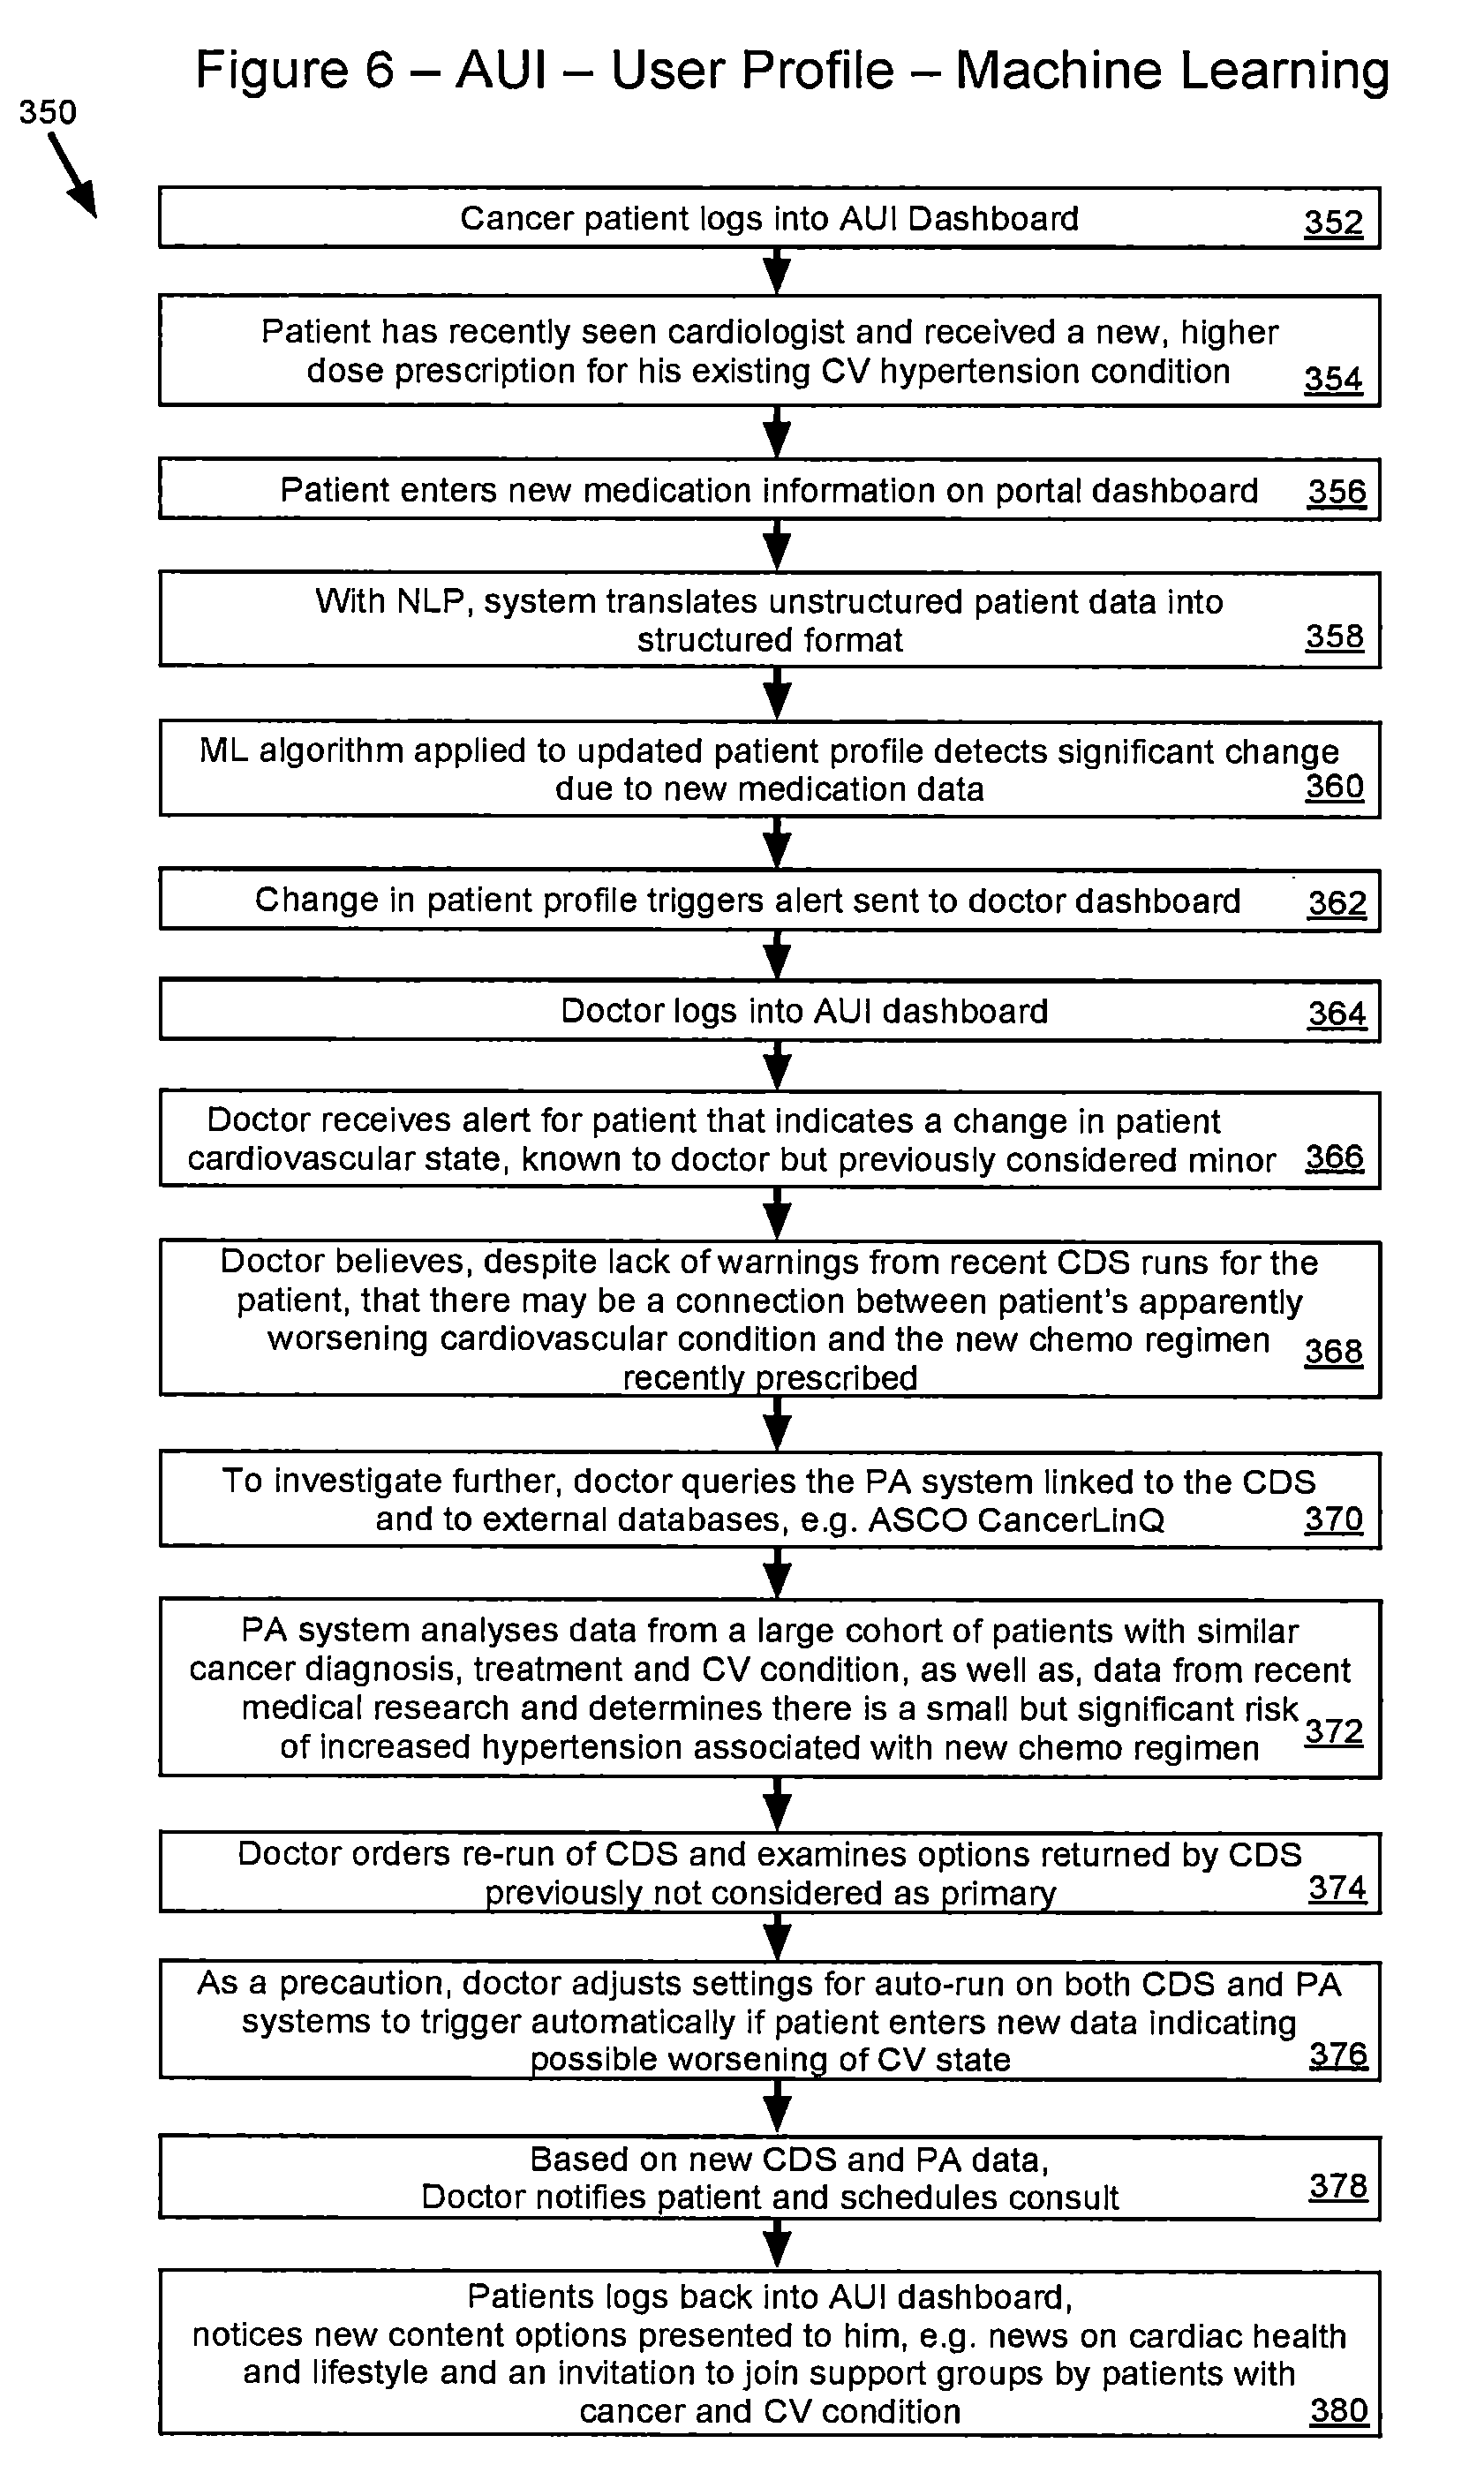 Figure 6 – AUI – User Profile – Machine Learning
350
Cancer patient logs into AUI Dashboard 352
Patient has recently seen cardiologist and received a new, higher
dose prescription for his existing CV hypertension condition 354
Patient enters new medication information on portal dashboard 356
With NLP, system translates unstructured patient data into
structured format 358
ML algorithm applied to updated patient profile detects significant change
due to new medication data 360
Change in patient profile triggers alert sent to doctor dashboard 362
Doctor logs into AUI dashboard 364
Doctor receives alert for patient that indicates a change in patient
cardiovascular state, known to doctor but previously considered minor 366
Doctor believes, despite lack of warnings from recent CDS runs for the
patient, that there may be a connection between patient's apparently
worsening cardiovascular condition and the new chemo regimen 368
recently prescribed
To investigate further, doctor queries the PA system linked to the CDS
and to external databases, e.g. ASCO CancerLinQ 370
PA system analyses data from a large cohort of patients with similar
cancer diagnosis, treatment and CV condition, as well as, data from recent
medical research and determines there is a small but significant risk
of increased hypertension associated with new chemo regimen 372
Doctor orders re-run of CDS and examines options returned by CDS
previously not considered as primary 374
As a precaution, doctor adjusts settings for auto-run on both CDS and PA
systems to trigger automatically if patient enters new data indicating
possible worsening of CV state 376
Based on new CDS and PA data,
Doctor notifies patient and schedules consult 378
Patients logs back into AUI dashboard,
notices new content options presented to him, e.g. news on cardiac health
and lifestyle and an invitation to join support groups by patients with
cancer and CV condition 380